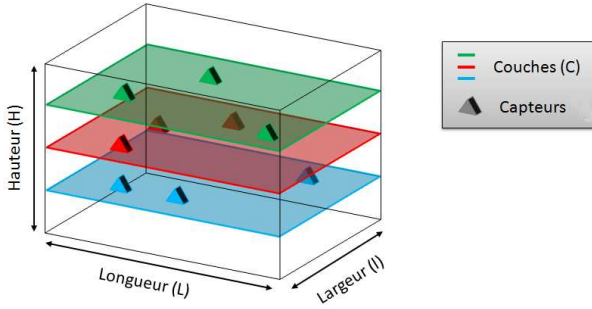 Hauteur (H)
Longueur (L)
Largeur (l)
Couches (C)
Capteurs